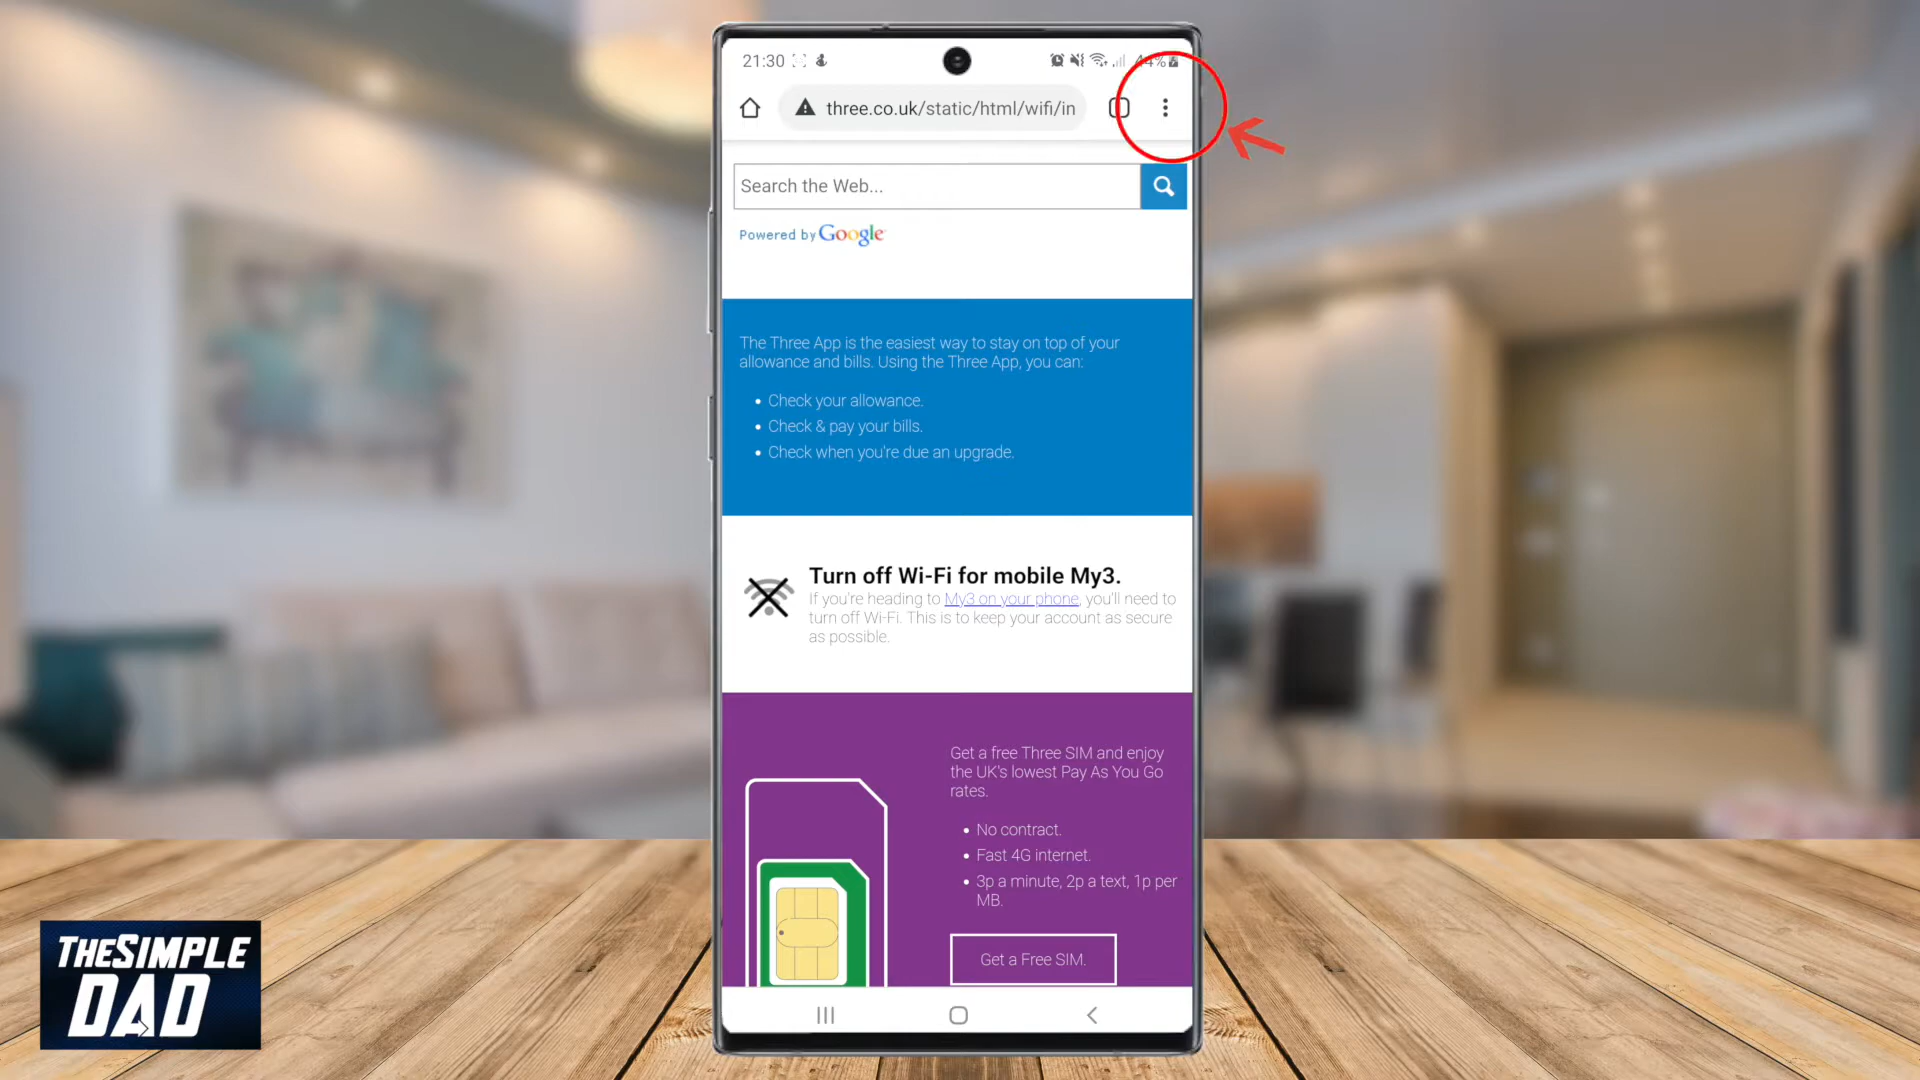 21:30
44%
three.co.uk/static/html/wifi/in
Search the Web...
Powered by Google
The Three App is the easiest way to stay on top of your
allowance and bills. Using the Three App, you can:
• Check your allowance.
• Check & pay your bills.
• Check when you're due an upgrade.
Turn off Wi-Fi for mobile My3.
If you're heading to My3 on your phone, you'll need to
turn off Wi-Fi. This is to keep your account as secure
as possible.
Get a free Three SIM and enjoy
the UK's lowest Pay As You Go
rates.
• No contract.
• Fast 4G internet.
• 3p a minute, 2p a text, 1p per
MB.
Get a Free SIM.
THESIMPLE
DAD